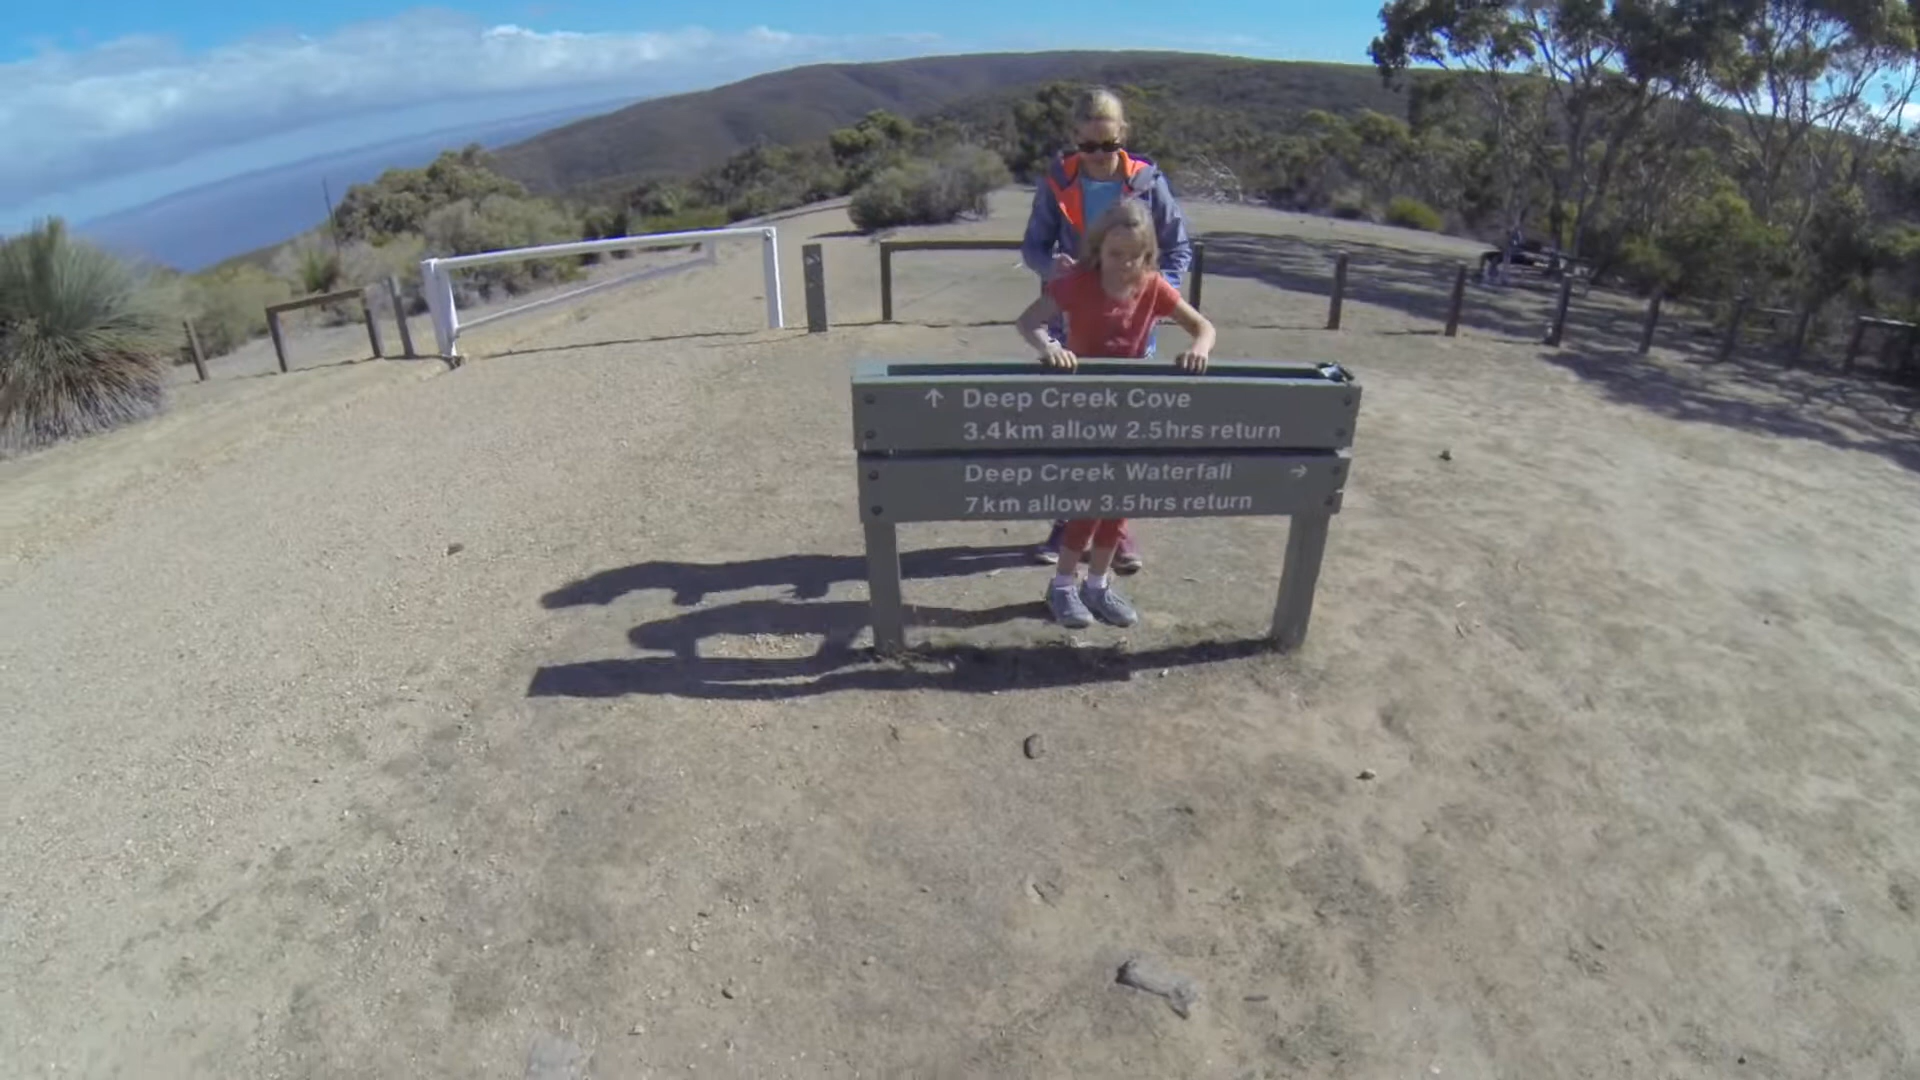 ↑ Deep Creek Cove
3.4km allow 2.5hrs return
Deep Creek Waterfall →
7km allow 3.5hrs return